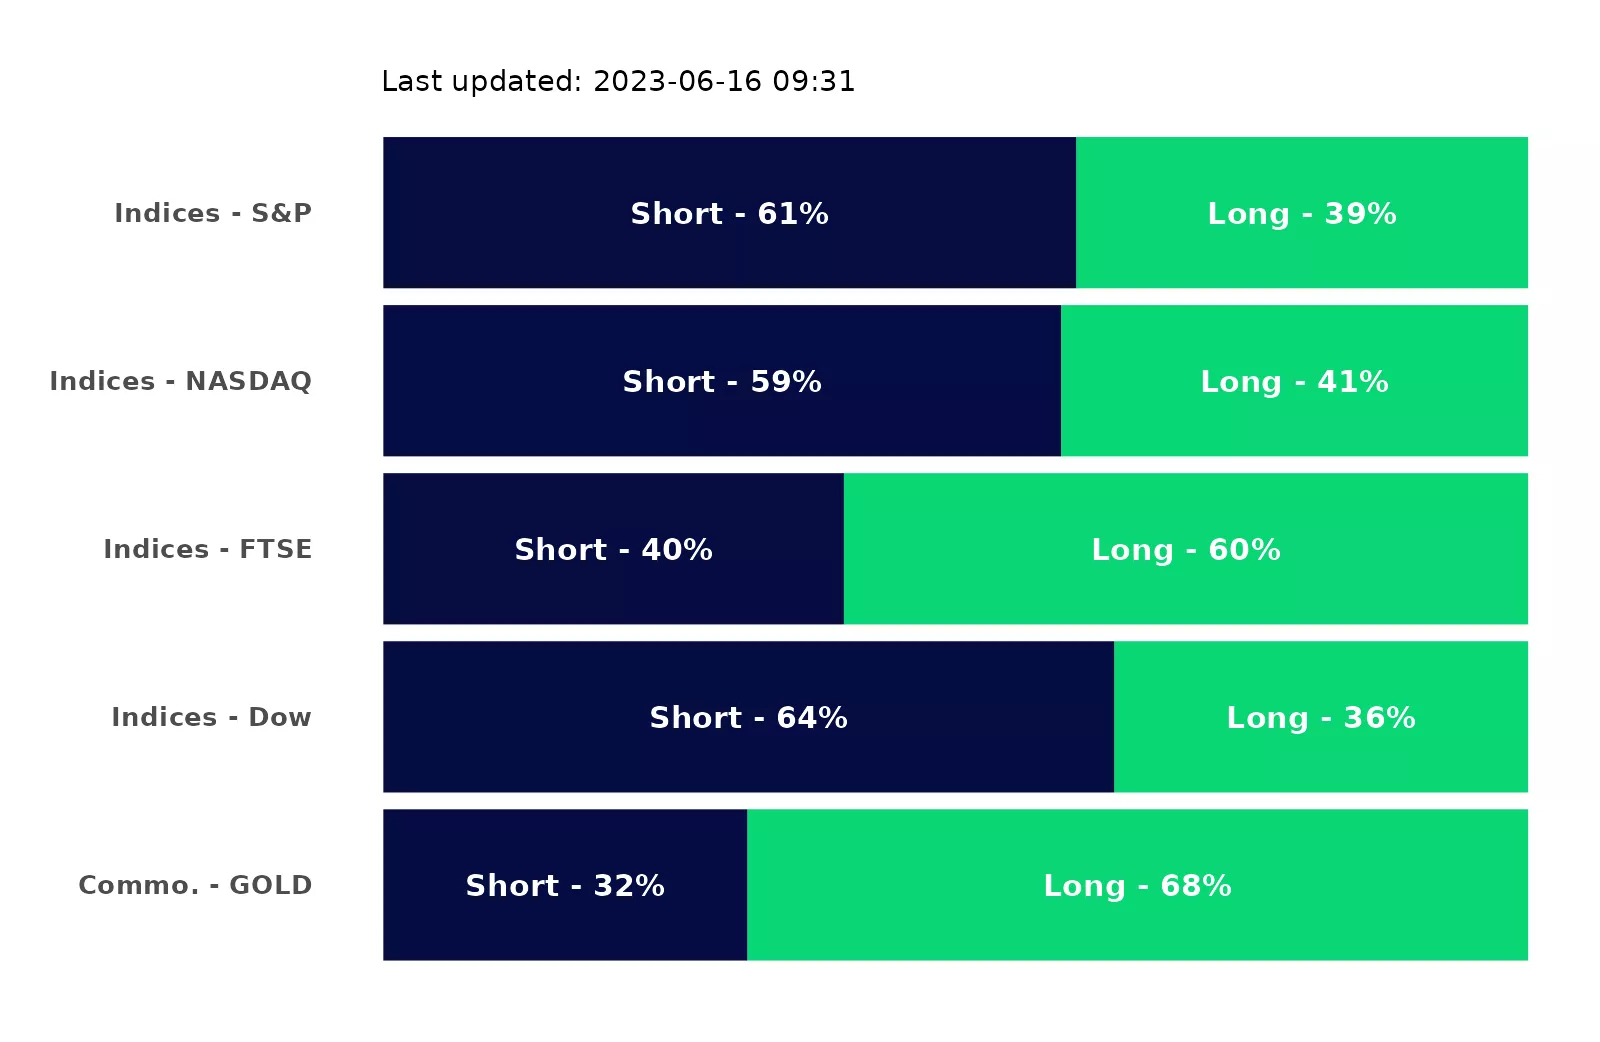 Last updated: 2023-06-16 09:31
Indices - S&P Short - 61% Long - 39%
Indices - NASDAQ Short - 59% Long - 41%
Indices - FTSE Short - 40% Long - 60%
Indices - Dow Short - 64% Long - 36%
Commo. - GOLD Short - 32% Long - 68%